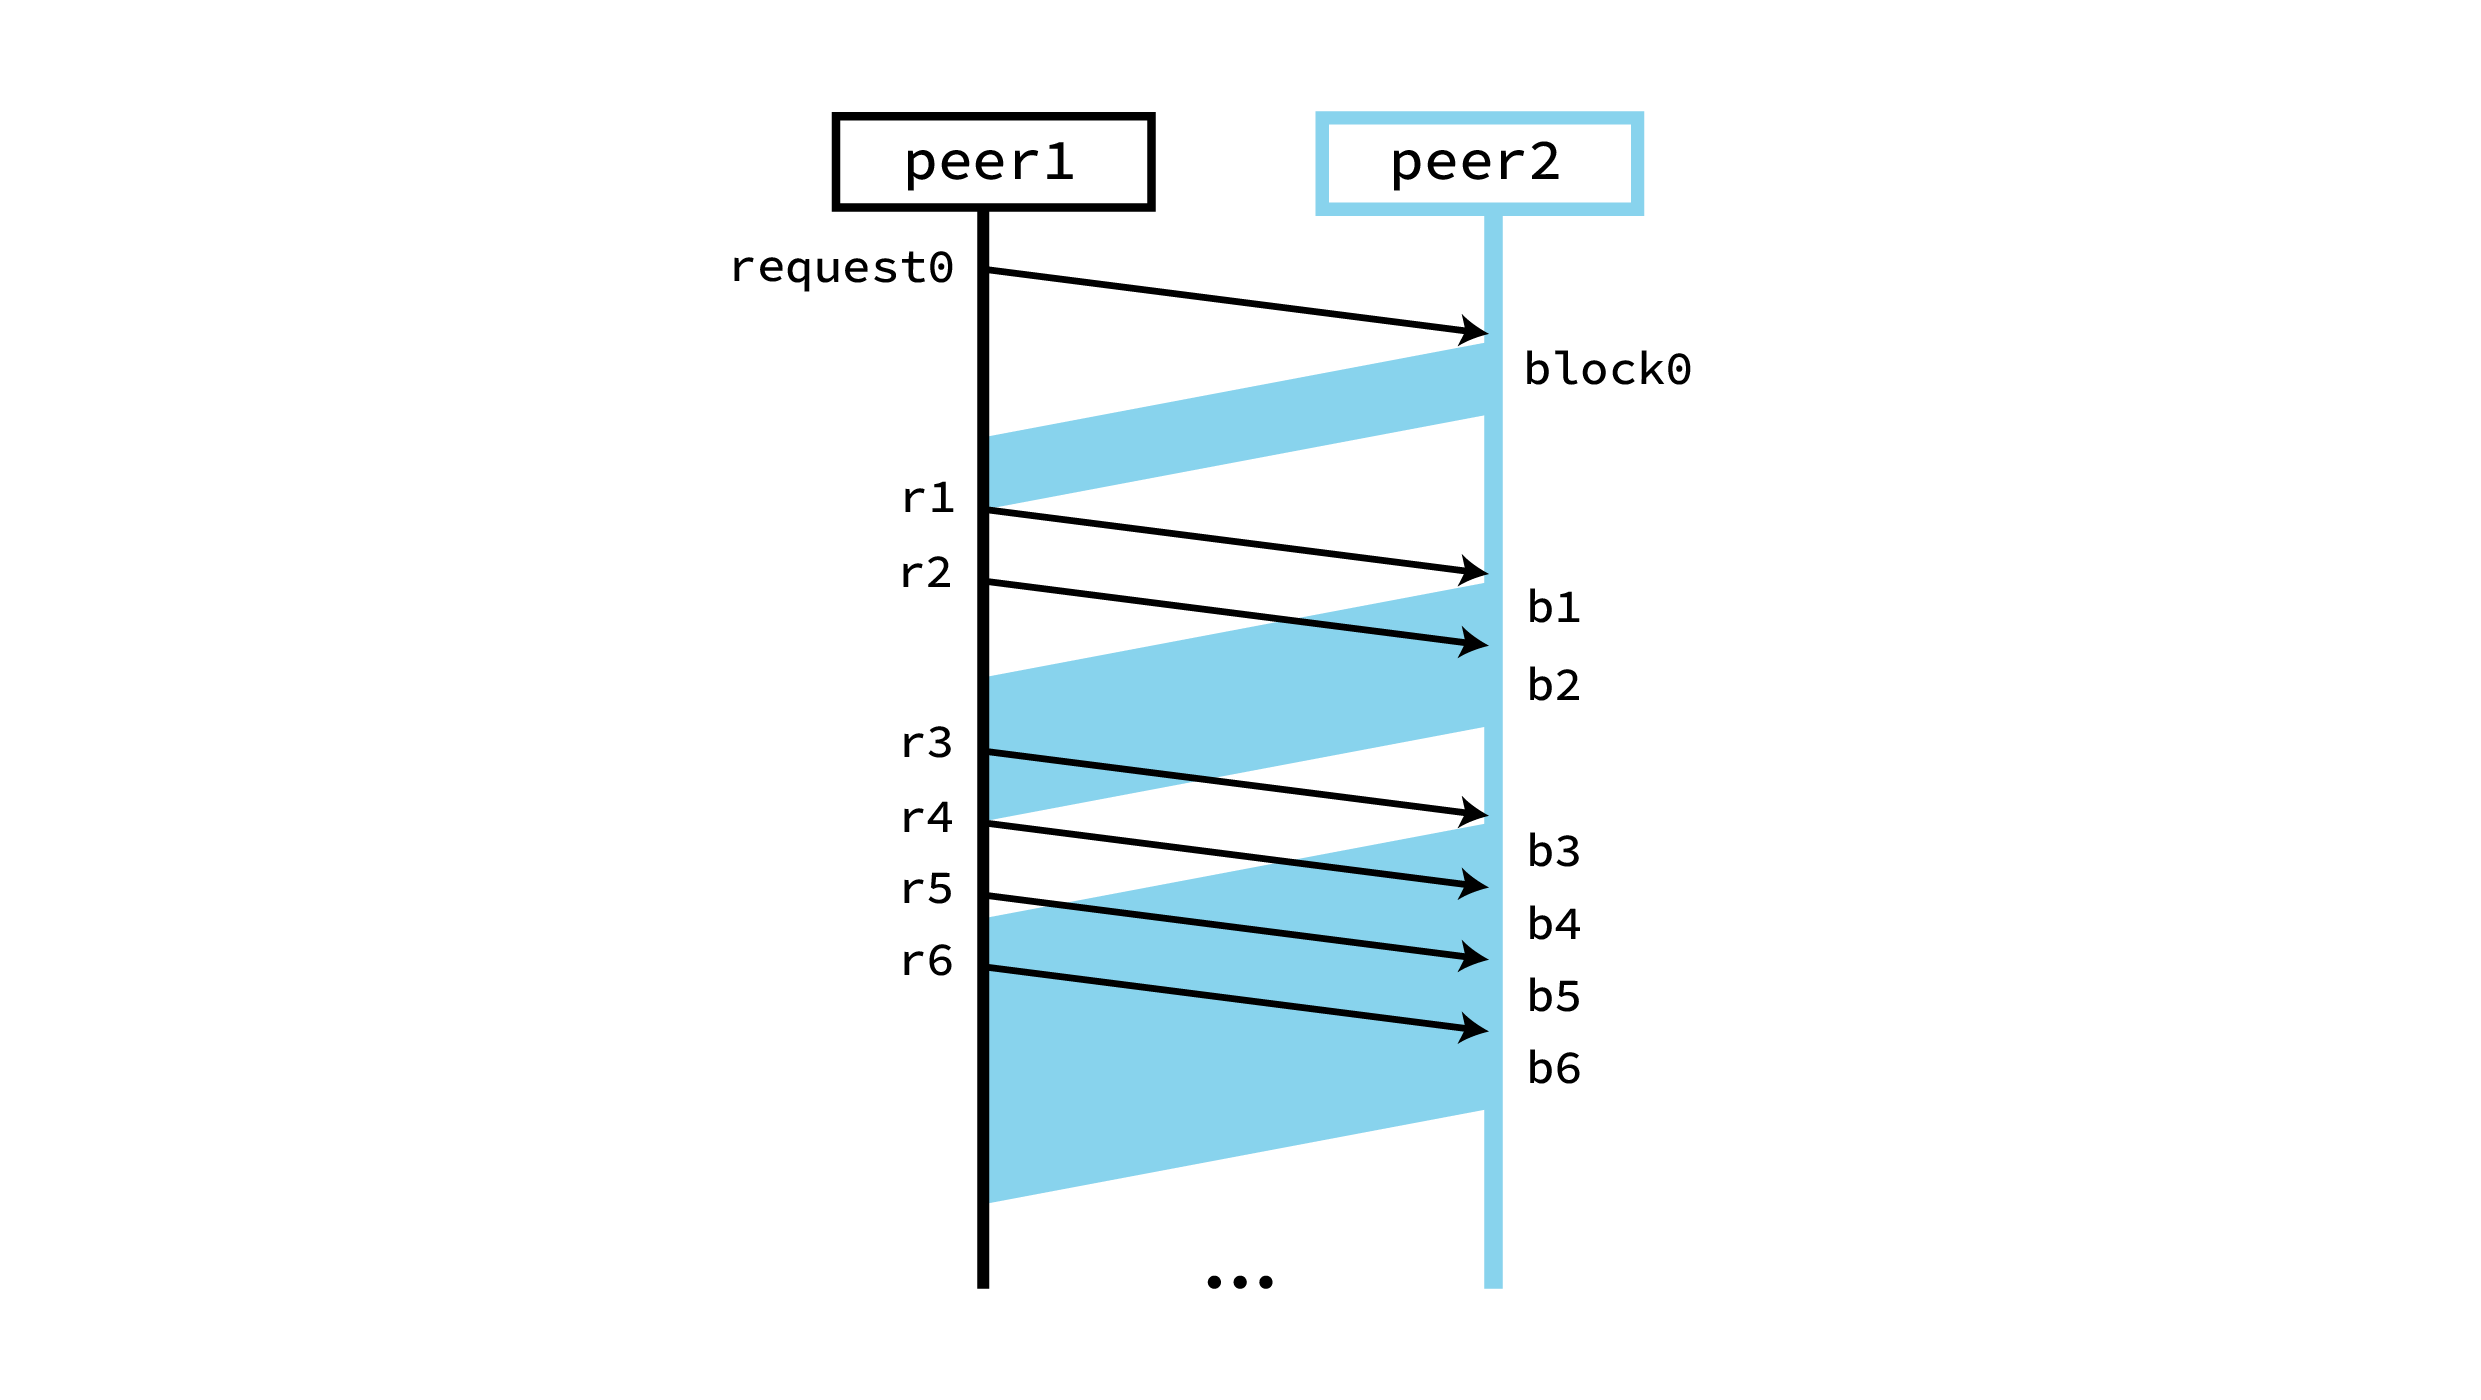 peer1
peer2
request0
block0
r1
r2
b1
b2
r3
r4
b3
r5
b4
r6
b5
b6
...